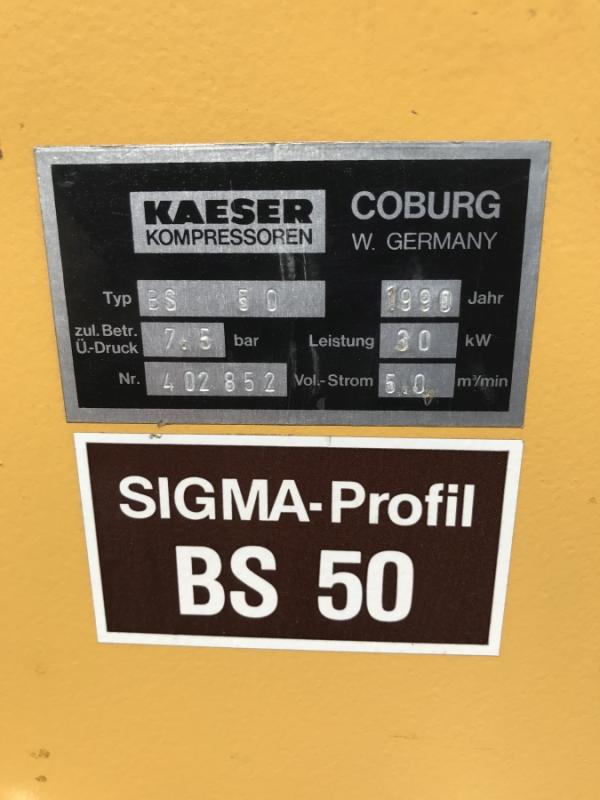 KAESER
KOMPRESSOREN
COBURG
W. GERMANY
Typ BS 50 1990 Jahr
zul. Betr.
Ü.-Druck 7.5 bar Leistung 30 kW
Nr. 402852 Vol.-Strom 5.0 m³/min
SIGMA-Profil
BS 50